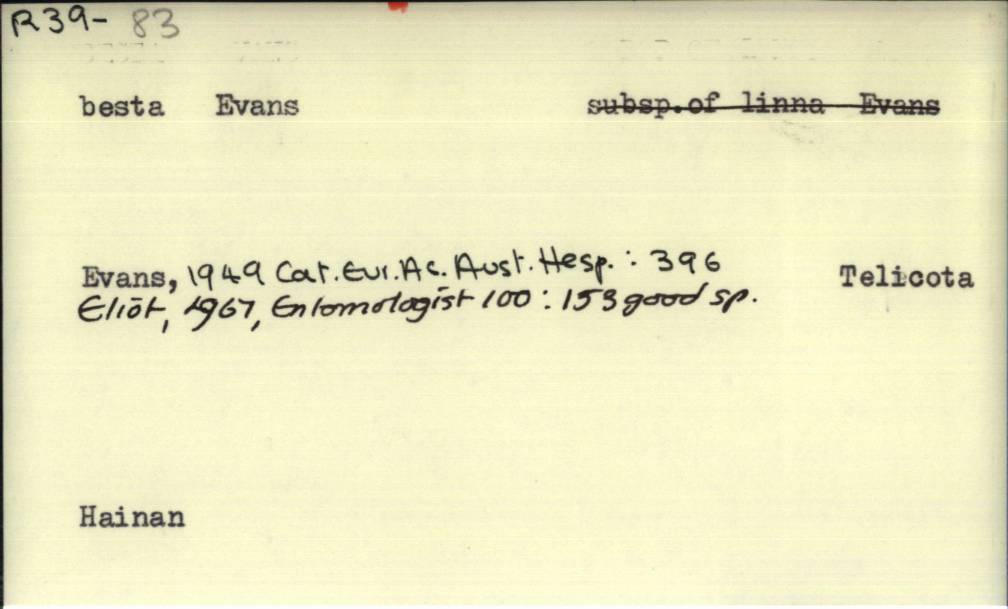 R39- 83
besta Evans subsp.of linna Evans
Evans, 1949 Cat. Eur. As. Aust. Hesp. : 396 Telicota
Eliot, 1967, Entomologist 100 : 153 good sp.
Hainan